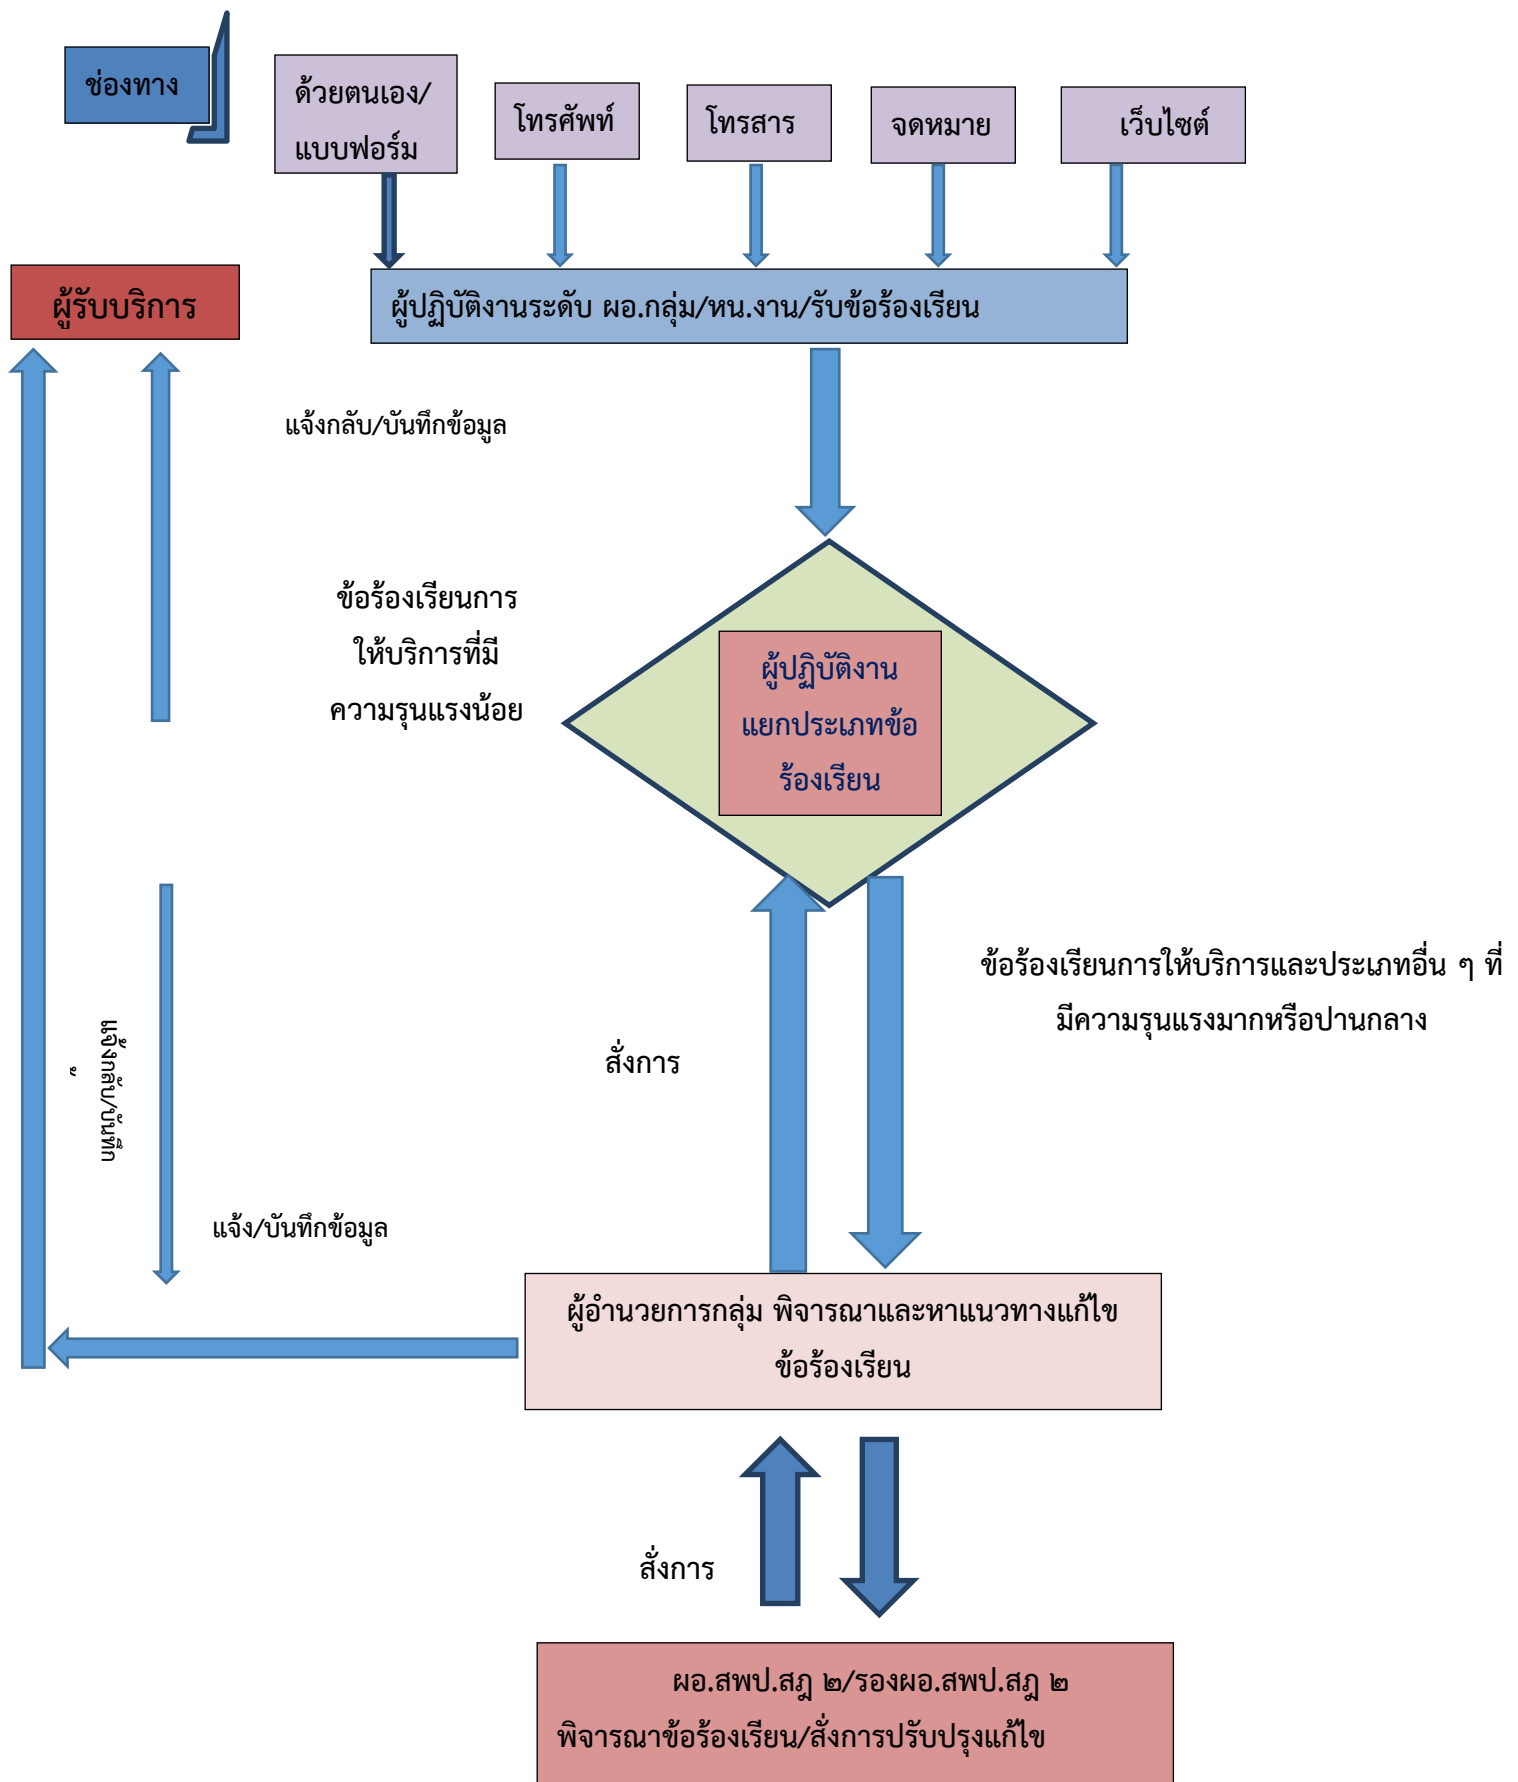 ช่องทาง
ด้วยตนเอง/
แบบฟอร์ม
โทรศัพท์
โทรสาร
จดหมาย
เว็บไซต์
ผู้รับบริการ
ผู้ปฏิบัติงานระดับ ผอ.กลุ่ม/หน.งาน/รับข้อร้องเรียน
แจ้งกลับ/บันทึกข้อมูล
ข้อร้องเรียนการ
ให้บริการที่มี
ความรุนแรงน้อย
ผู้ปฏิบัติงาน
แยกประเภทข้อ
ร้องเรียน
ข้อร้องเรียนการให้บริการและประเภทอื่น ๆ ที่
มีความรุนแรงมากหรือปานกลาง
สั่งการ
แจ้งกลับ/บันทึก
แจ้ง/บันทึกข้อมูล
ผู้อำนวยการกลุ่ม พิจารณาและหาแนวทางแก้ไข
ข้อร้องเรียน
สั่งการ
ผอ.สพป.สฎ ๒/รองผอ.สพป.สฎ ๒
พิจารณาข้อร้องเรียน/สั่งการปรับปรุงแก้ไข